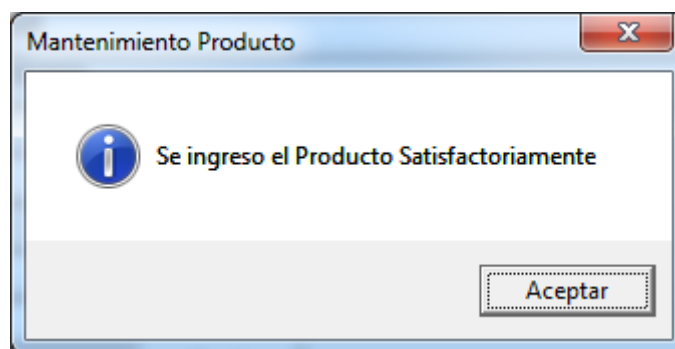 Mantenimiento Producto
Se ingreso el Producto Satisfactoriamente
Aceptar